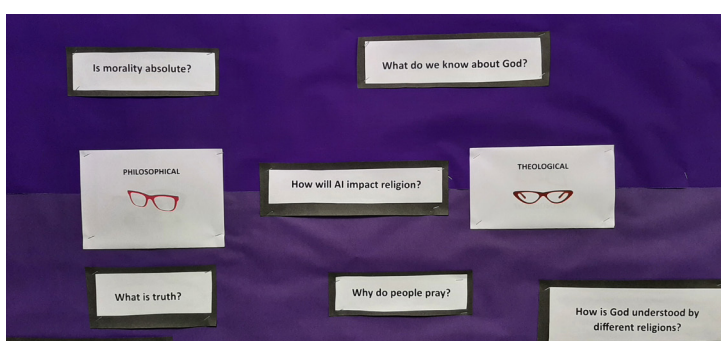 Is morality absolute?
What do we know about God?
PHILOSOPHICAL
How will AI impact religion?
THEOLOGICAL
What is truth?
Why do people pray?
How is God understood by
different religions?